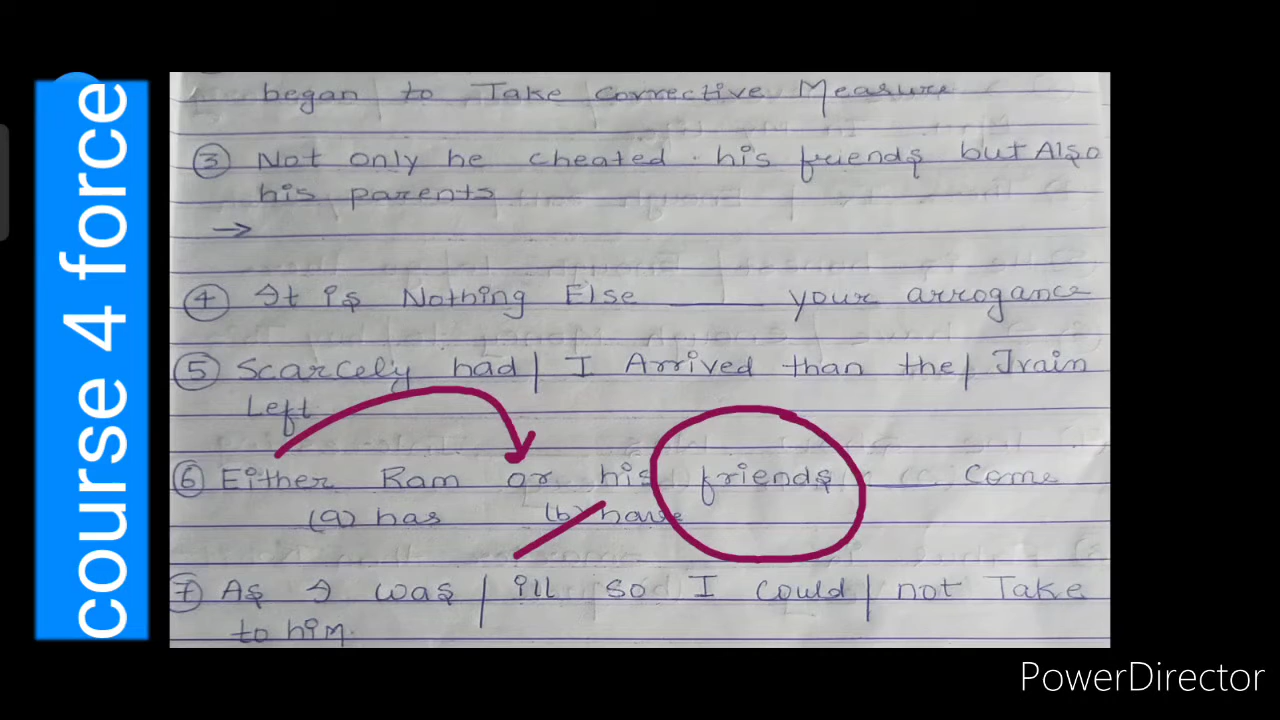 course 4 force
began to Take corrective Measure
③ Not only he cheated his friends but Also
his parents
→
④ It is Nothing Else ______ your arrogance
⑤ Scarcely had | I Arrived than the | Train
Left
⑥ Either Ram or his friends ____ Come
(a) has (b) have
⑦ As I was | ill so I could | not Take
to him.
PowerDirector